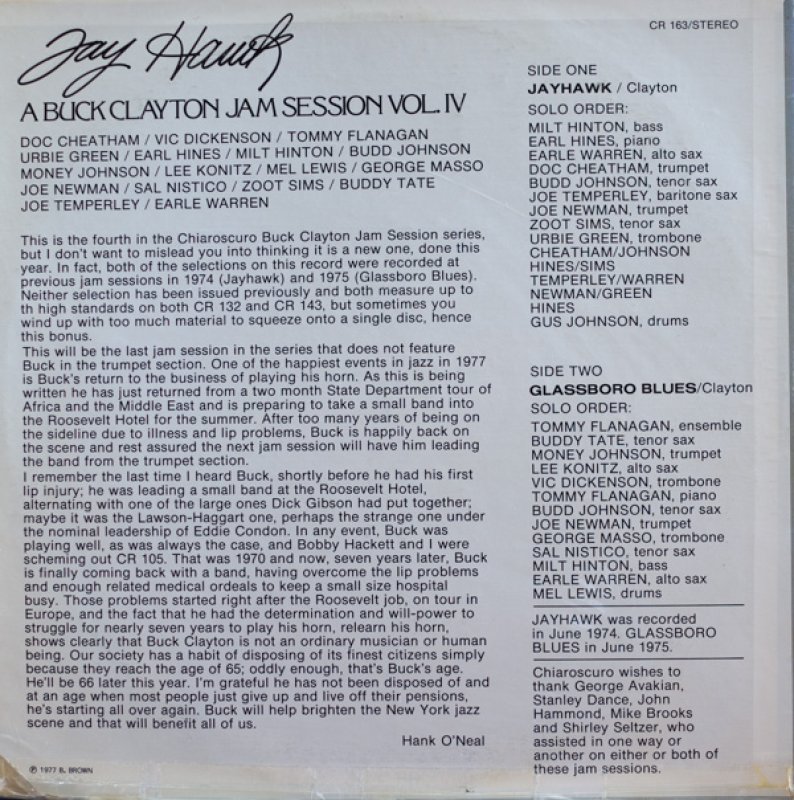 CR 163/STEREO
Jay Hawk
A BUCK CLAYTON JAM SESSION VOL. IV
DOC CHEATHAM / VIC DICKENSON / TOMMY FLANAGAN
URBIE GREEN / EARL HINES / MILT HINTON / BUDD JOHNSON
MONEY JOHNSON / LEE KONITZ / MEL LEWIS / GEORGE MASSO
JOE NEWMAN / SAL NISTICO / ZOOT SIMS / BUDDY TATE
JOE TEMPERLEY / EARLE WARREN
This is the fourth in the Chiaroscuro Buck Clayton Jam Session series,
but I don't want to mislead you into thinking it is a new one, done this
year. In fact, both of the selections on this record were recorded at
previous jam sessions in 1974 (Jayhawk) and 1975 (Glassboro Blues).
Neither selection has been issued previously and both measure up to
th high standards on both CR 132 and CR 143, but sometimes you
wind up with too much material to squeeze onto a single disc, hence
this bonus.
This will be the last jam session in the series that does not feature
Buck in the trumpet section. One of the happiest events in jazz in 1977
is Buck's return to the business of playing his horn. As this is being
written he has just returned from a two month State Department tour of
Africa and the Middle East and is preparing to take a small band into
the Roosevelt Hotel for the summer. After too many years of being on
the sideline due to illness and lip problems, Buck is happily back on
the scene and rest assured the next jam session will have him leading
the band from the trumpet section.
I remember the last time I heard Buck, shortly before he had his first
lip injury; he was leading a small band at the Roosevelt Hotel,
alternating with one of the large ones Dick Gibson had put together;
maybe it was the Lawson-Haggart one, perhaps the strange one under
the nominal leadership of Eddie Condon. In any event, Buck was
playing well, as was always the case, and Bobby Hackett and I were
scheming out CR 105. That was 1970 and now, seven years later, Buck
is finally coming back with a band, having overcome the lip problems
and enough related medical ordeals to keep a small size hospital
busy. Those problems started right after the Roosevelt job, on tour in
Europe, and the fact that he had the determination and will-power to
struggle for nearly seven years to play his horn, relearn his horn,
shows clearly that Buck Clayton is not an ordinary musician or human
being. Our society has a habit of disposing of its finest citizens simply
because they reach the age of 65; oddly enough, that's Buck's age.
He'll be 66 later this year. I'm grateful he has not been disposed of and
at an age when most people just give up and live off their pensions,
he's starting all over again. Buck will help brighten the New York jazz
scene and that will benefit all of us.
Hank O'Neal
℗ 1977 B. BROWN
SIDE ONE
JAYHAWK / Clayton
SOLO ORDER:
MILT HINTON, bass
EARL HINES, piano
EARLE WARREN, alto sax
DOC CHEATHAM, trumpet
BUDD JOHNSON, tenor sax
JOE TEMPERLEY, baritone sax
JOE NEWMAN, trumpet
ZOOT SIMS, tenor sax
URBIE GREEN, trombone
CHEATHAM/JOHNSON
HINES/SIMS
TEMPERLEY/WARREN
NEWMAN/GREEN
HINES
GUS JOHNSON, drums
SIDE TWO
GLASSBORO BLUES/Clayton
SOLO ORDER:
TOMMY FLANAGAN, ensemble
BUDDY TATE, tenor sax
MONEY JOHNSON, trumpet
LEE KONITZ, alto sax
VIC DICKENSON, trombone
TOMMY FLANAGAN, piano
BUDD JOHNSON, tenor sax
JOE NEWMAN, trumpet
GEORGE MASSO, trombone
SAL NISTICO, tenor sax
MILT HINTON, bass
EARLE WARREN, alto sax
MEL LEWIS, drums
JAYHAWK was recorded
in June 1974. GLASSBORO
BLUES in June 1975.
Chiaroscuro wishes to
thank George Avakian,
Stanley Dance, John
Hammond, Mike Brooks
and Shirley Seltzer, who
assisted in one way or
another on either or both of
these jam sessions.